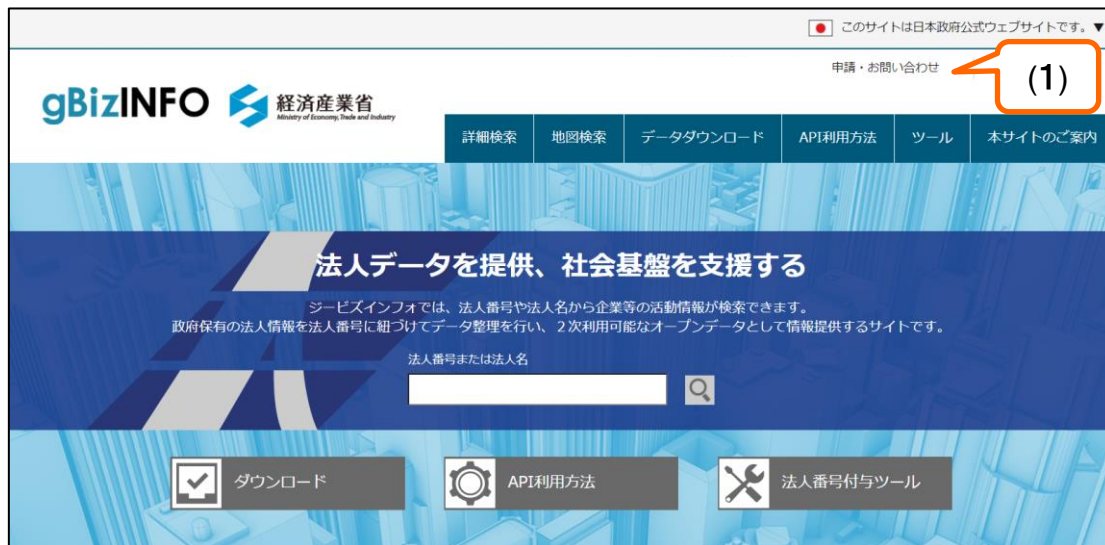 このサイトは日本政府公式ウェブサイトです。▼
申請・お問い合わせ
(1)
gBizINFO
経済産業省
Ministry of Economy, Trade and Industry
詳細検索
地図検索
データダウンロード
API利用方法
ツール
本サイトのご案内
法人データを提供、社会基盤を支援する
ジービズインフォでは、法人番号や法人名から企業等の活動情報が検索できます。
政府保有の法人情報を法人番号に紐づけてデータ整理を行い、２次利用可能なオープンデータとして情報提供するサイトです。
法人番号または法人名
ダウンロード
API利用方法
法人番号付与ツール